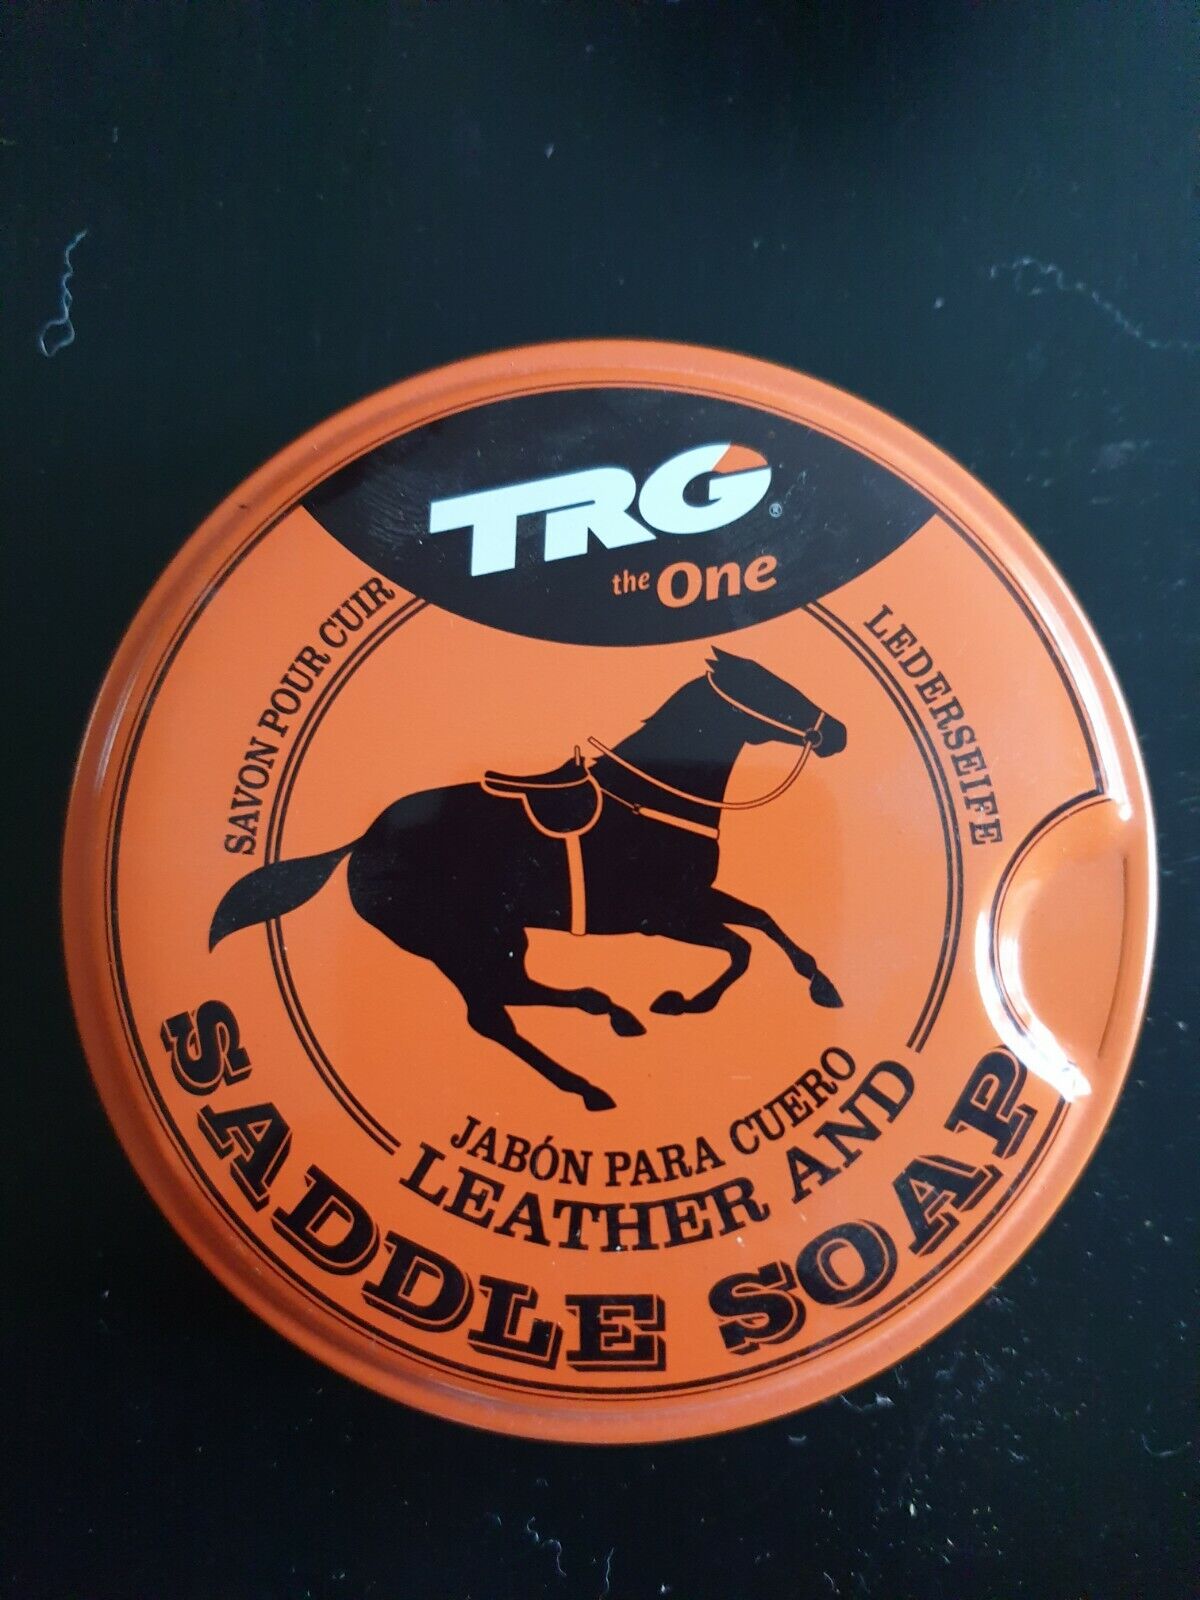 TRG®
the One
SAVON POUR CUIR
LEDERSEIFE
JABÓN PARA CUERO
LEATHER AND
SADDLE SOAP